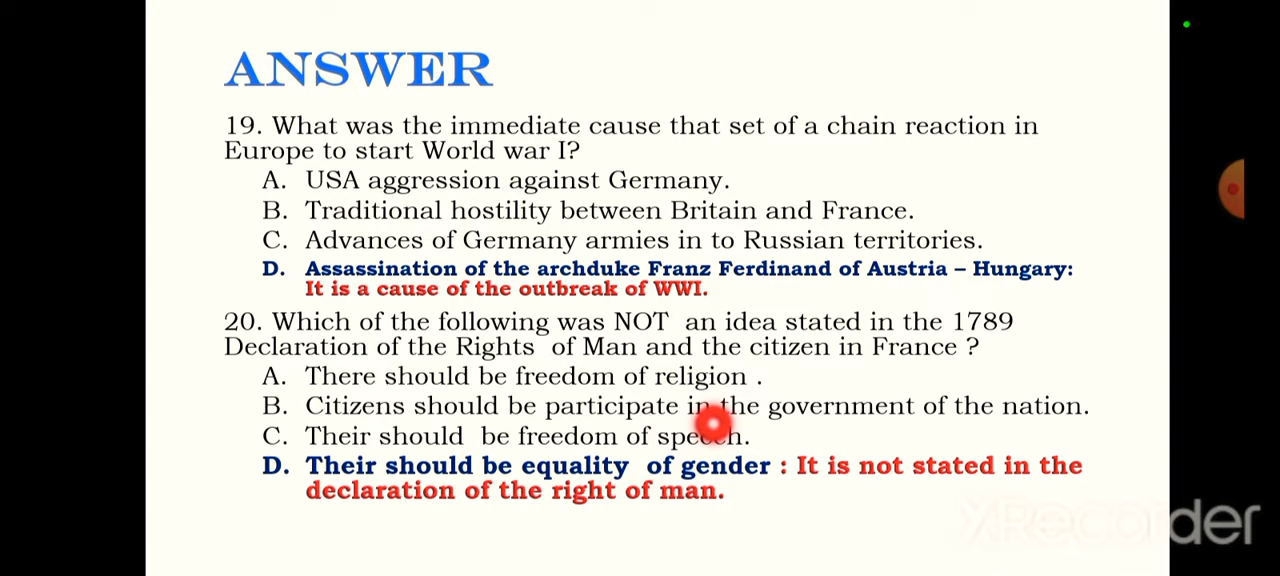 ANSWER
19. What was the immediate cause that set of a chain reaction in
Europe to start World war I?
A. USA aggression against Germany.
B. Traditional hostility between Britain and France.
C. Advances of Germany armies in to Russian territories.
D. Assassination of the archduke Franz Ferdinand of Austria – Hungary:
It is a cause of the outbreak of WWI.
20. Which of the following was NOT an idea stated in the 1789
Declaration of the Rights of Man and the citizen in France ?
A. There should be freedom of religion .
B. Citizens should be participate in the government of the nation.
C. Their should be freedom of speech.
D. Their should be equality of gender : It is not stated in the
declaration of the right of man.
XRecorder